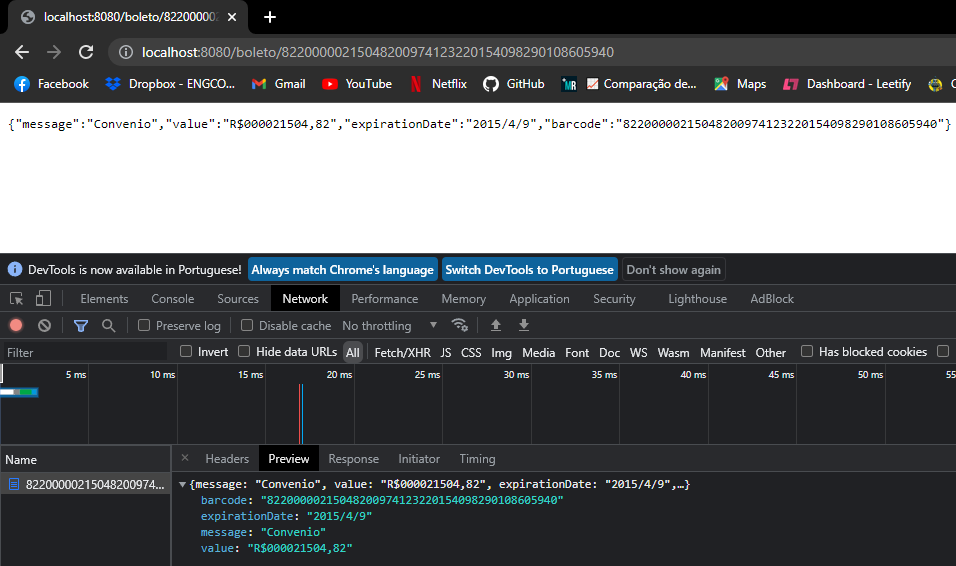 localhost:8080/boleto/82200000
localhost:8080/boleto/82200000215048200974123220154098290108605940
Facebook Dropbox - ENGCO... Gmail YouTube Netflix GitHub Comparação de... Maps Dashboard - Leetify
{"message":"Convenio","value":"R$000021504,82","expirationDate":"2015/4/9","barcode":"82200000215048200974123220154098290108605940"}
DevTools is now available in Portuguese! Always match Chrome's language Switch DevTools to Portuguese Don't show again
Elements Console Sources Network Performance Memory Application Security Lighthouse AdBlock
Preserve log Disable cache No throttling
Filter Invert Hide data URLs All Fetch/XHR JS CSS Img Media Font Doc WS Wasm Manifest Other Has blocked cookies
5 ms 10 ms 15 ms 20 ms 25 ms 30 ms 35 ms 40 ms 45 ms 50 ms 55
Name Headers Preview Response Initiator Timing
82200000215048200974... {message: "Convenio", value: "R$000021504,82", expirationDate: "2015/4/9",…}
barcode: "82200000215048200974123220154098290108605940"
expirationDate: "2015/4/9"
message: "Convenio"
value: "R$000021504,82"